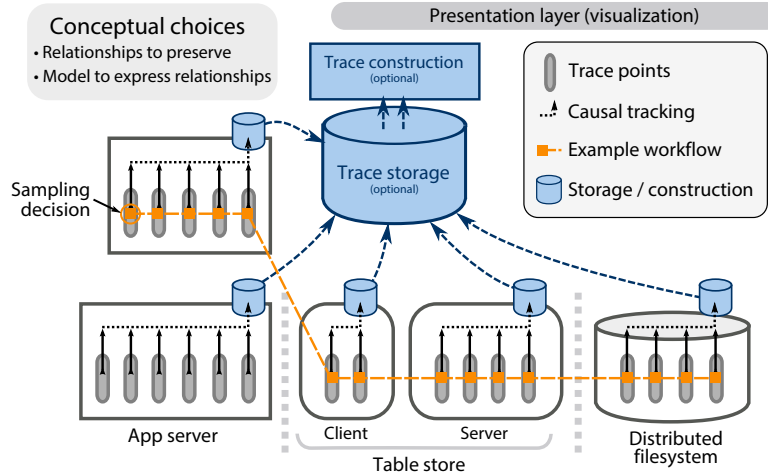 Conceptual choices
• Relationships to preserve
• Model to express relationships
Presentation layer (visualization)
Trace construction
(optional)
Trace storage
(optional)
Trace points
Causal tracking
Example workflow
Storage / construction
Sampling
decision
App server
Client
Server
Table store
Distributed
filesystem